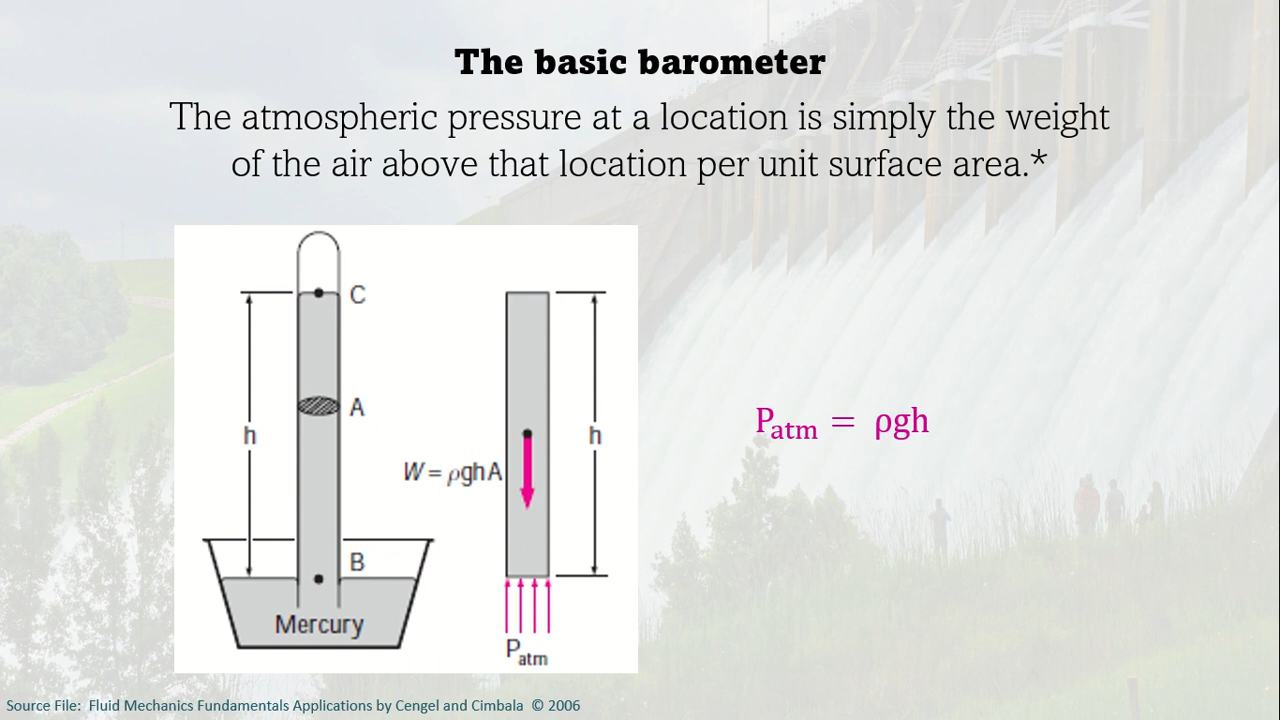 The basic barometer
The atmospheric pressure at a location is simply the weight
of the air above that location per unit surface area.*
C
A
h
h
W = ρghA
B
Mercury
Patm
Patm = ρgh
Source File: Fluid Mechanics Fundamentals Applications by Cengel and Cimbala © 2006